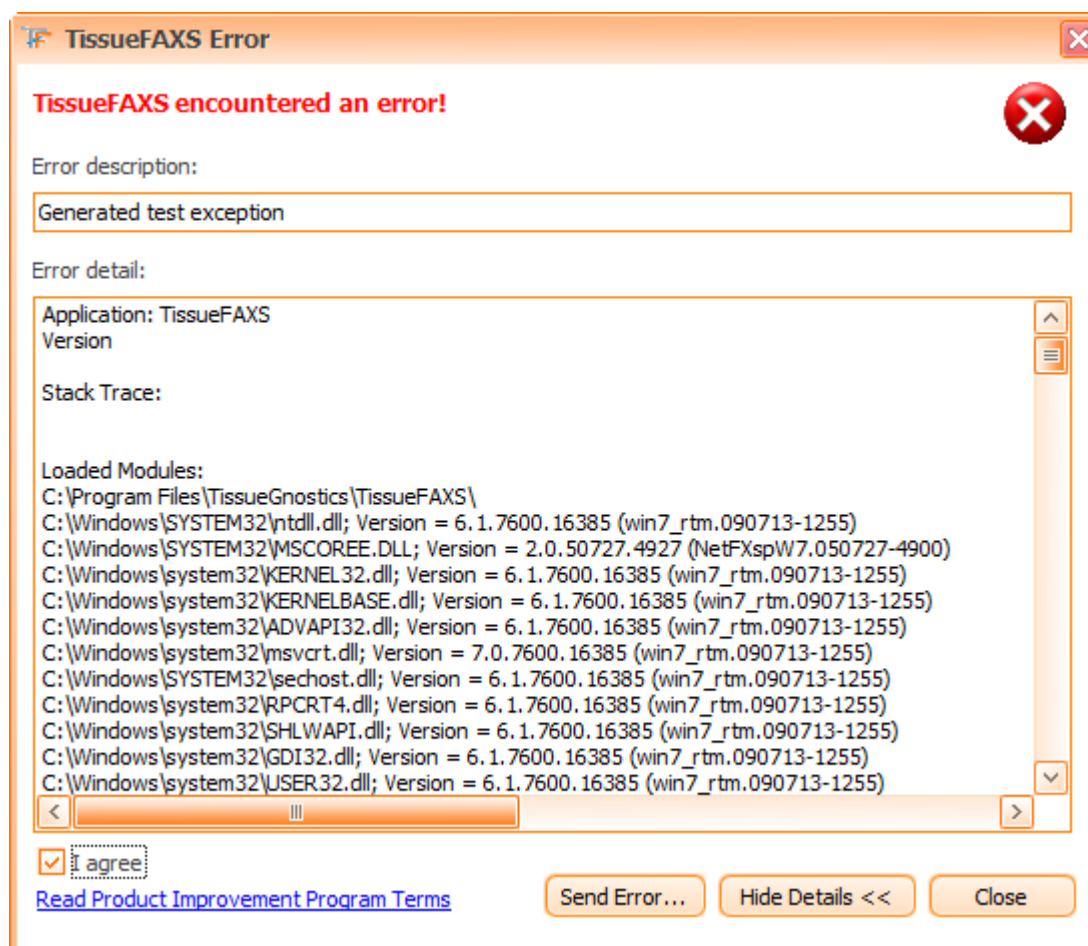 TissueFAXS Error
TissueFAXS encountered an error!
Error description:
Generated test exception
Error detail:
Application: TissueFAXS
Version
Stack Trace:
Loaded Modules:
C:\Program Files\TissueGnostics\TissueFAXS\
C:\Windows\SYSTEM32\ntdll.dll; Version = 6.1.7600.16385 (win7_rtm.090713-1255)
C:\Windows\SYSTEM32\MSCOREE.DLL; Version = 2.0.50727.4927 (NetFXspW7.050727-4900)
C:\Windows\system32\KERNEL32.dll; Version = 6.1.7600.16385 (win7_rtm.090713-1255)
C:\Windows\system32\KERNELBASE.dll; Version = 6.1.7600.16385 (win7_rtm.090713-1255)
C:\Windows\system32\ADVAPI32.dll; Version = 6.1.7600.16385 (win7_rtm.090713-1255)
C:\Windows\system32\msvcrt.dll; Version = 7.0.7600.16385 (win7_rtm.090713-1255)
C:\Windows\SYSTEM32\sechost.dll; Version = 6.1.7600.16385 (win7_rtm.090713-1255)
C:\Windows\system32\RPCRT4.dll; Version = 6.1.7600.16385 (win7_rtm.090713-1255)
C:\Windows\system32\SHLWAPI.dll; Version = 6.1.7600.16385 (win7_rtm.090713-1255)
C:\Windows\system32\GDI32.dll; Version = 6.1.7600.16385 (win7_rtm.090713-1255)
C:\Windows\system32\USER32.dll; Version = 6.1.7600.16385 (win7_rtm.090713-1255)
I agree
Read Product Improvement Program Terms
Send Error...
Hide Details <<
Close